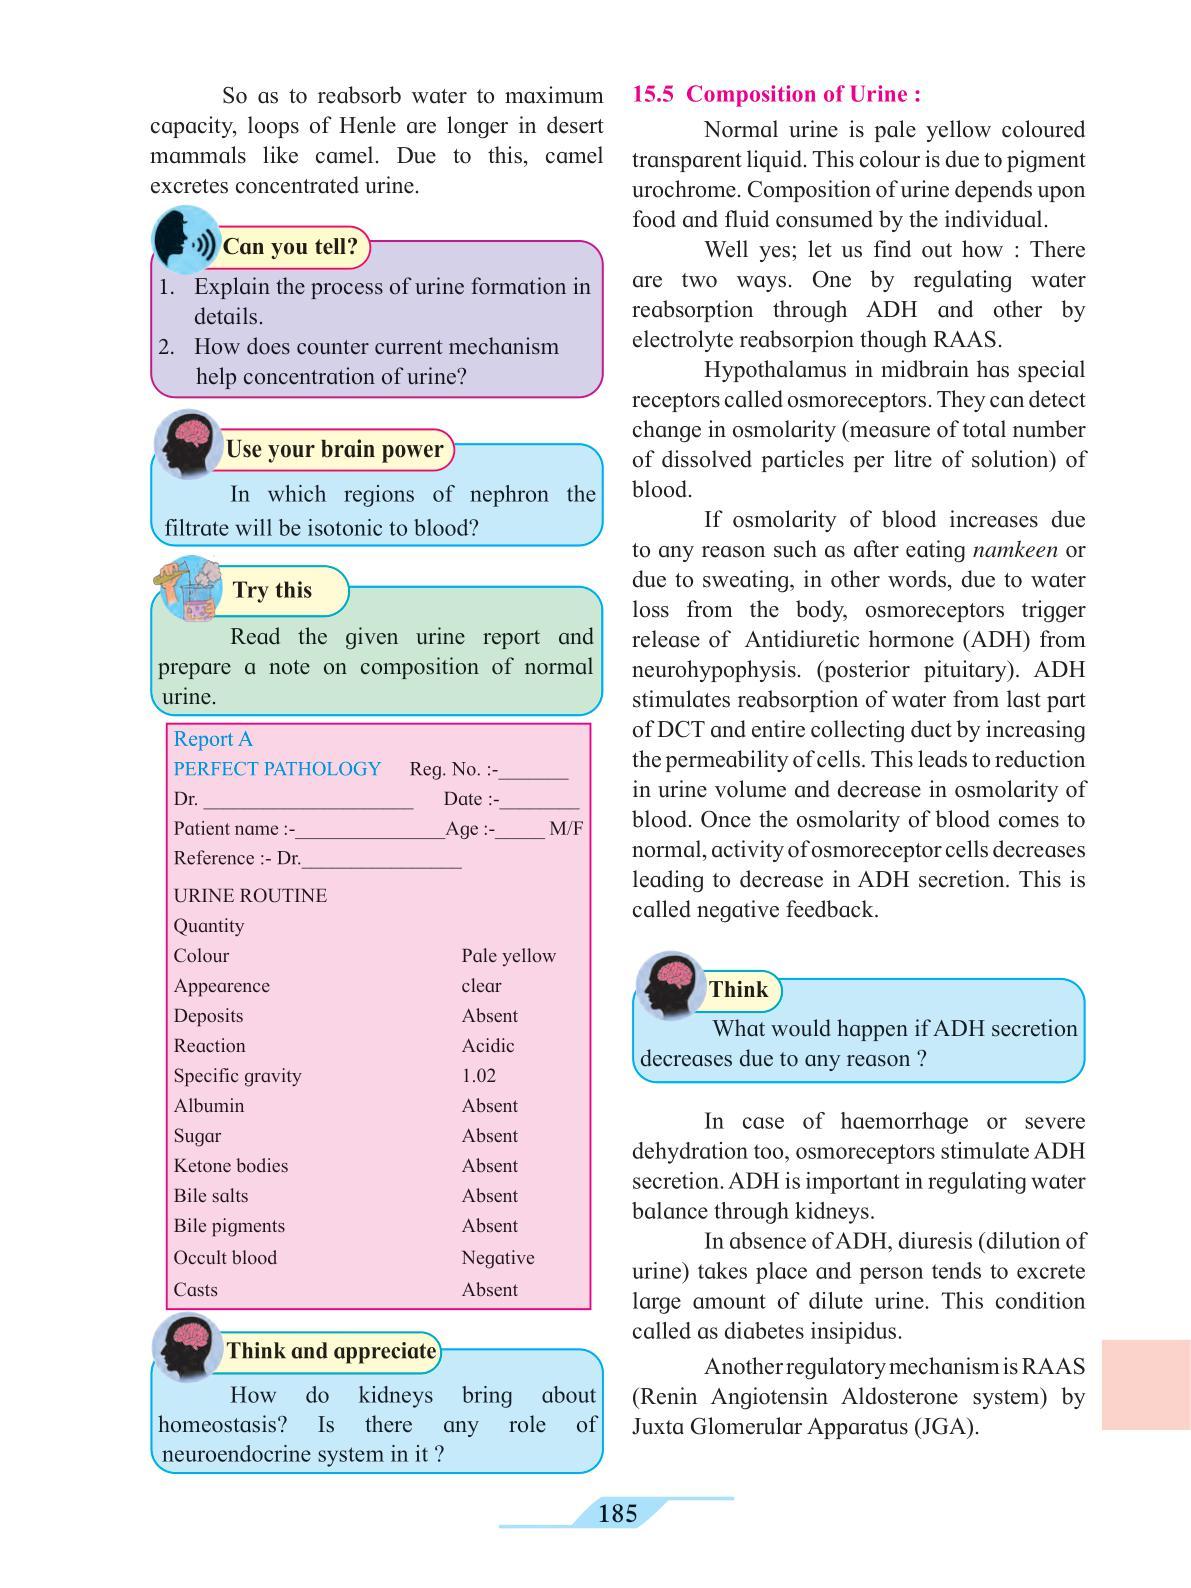 So as to reabsorb water to maximum
capacity, loops of Henle are longer in desert
mammals like camel. Due to this, camel
excretes concentrated urine.
Can you tell?
1. Explain the process of urine formation in
details.
2. How does counter current mechanism
help concentration of urine?
Use your brain power
In which regions of nephron the
filtrate will be isotonic to blood?
Try this
Read the given urine report and
prepare a note on composition of normal
urine.
Report A
PERFECT PATHOLOGY Reg. No. :-_______
Dr. _____________________ Date :-________
Patient name :-_______________Age :-_____ M/F
Reference :- Dr.________________
URINE ROUTINE
Quantity
Colour Pale yellow
Appearence clear
Deposits Absent
Reaction Acidic
Specific gravity 1.02
Albumin Absent
Sugar Absent
Ketone bodies Absent
Bile salts Absent
Bile pigments Absent
Occult blood Negative
Casts Absent
Think and appreciate
How do kidneys bring about
homeostasis? Is there any role of
neuroendocrine system in it ?
15.5 Composition of Urine :
Normal urine is pale yellow coloured
transparent liquid. This colour is due to pigment
urochrome. Composition of urine depends upon
food and fluid consumed by the individual.
Well yes; let us find out how : There
are two ways. One by regulating water
reabsorption through ADH and other by
electrolyte reabsorpion though RAAS.
Hypothalamus in midbrain has special
receptors called osmoreceptors. They can detect
change in osmolarity (measure of total number
of dissolved particles per litre of solution) of
blood.
If osmolarity of blood increases due
to any reason such as after eating namkeen or
due to sweating, in other words, due to water
loss from the body, osmoreceptors trigger
release of Antidiuretic hormone (ADH) from
neurohypophysis. (posterior pituitary). ADH
stimulates reabsorption of water from last part
of DCT and entire collecting duct by increasing
the permeability of cells. This leads to reduction
in urine volume and decrease in osmolarity of
blood. Once the osmolarity of blood comes to
normal, activity of osmoreceptor cells decreases
leading to decrease in ADH secretion. This is
called negative feedback.
Think
What would happen if ADH secretion
decreases due to any reason ?
In case of haemorrhage or severe
dehydration too, osmoreceptors stimulate ADH
secretion. ADH is important in regulating water
balance through kidneys.
In absence of ADH, diuresis (dilution of
urine) takes place and person tends to excrete
large amount of dilute urine. This condition
called as diabetes insipidus.
Another regulatory mechanism is RAAS
(Renin Angiotensin Aldosterone system) by
Juxta Glomerular Apparatus (JGA).
185